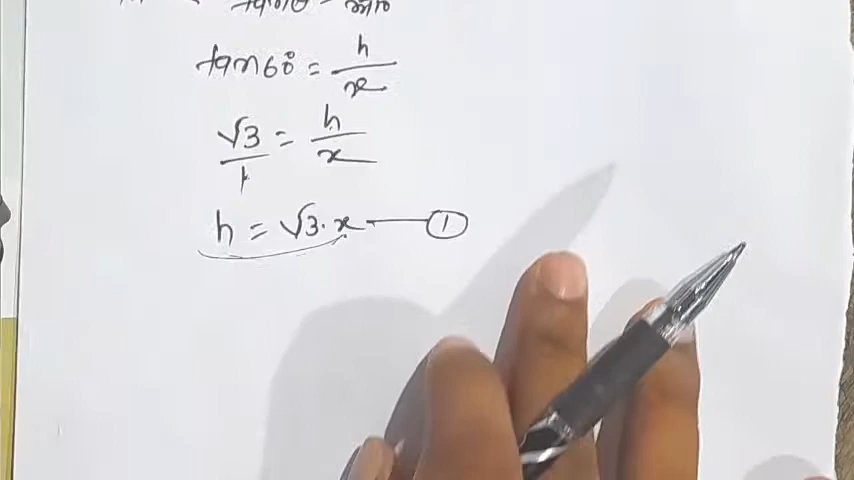 tan60° = h/x
√3/1 = h/x
h = √3·x —— ①